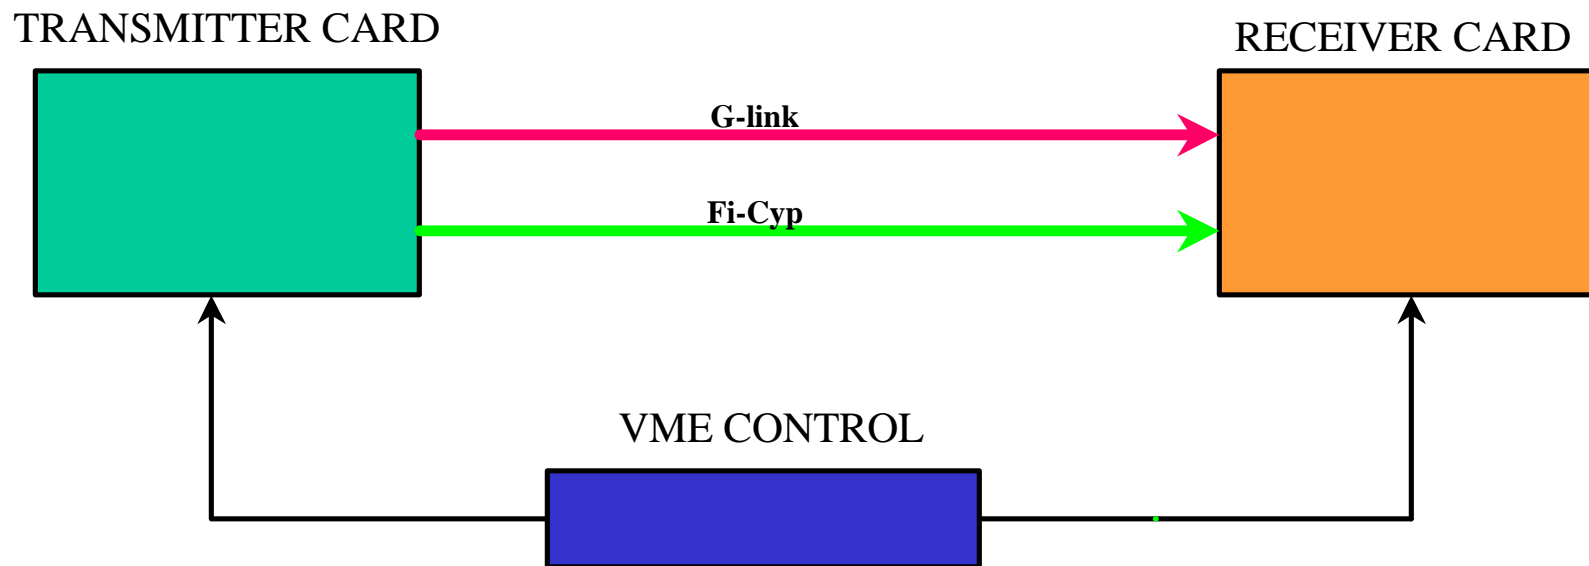 TRANSMITTER CARD
RECEIVER CARD
G-link
Fi-Cyp
VME CONTROL